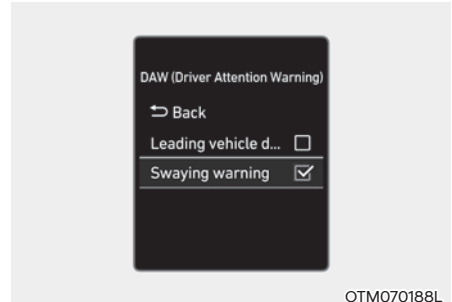 DAW (Driver Attention Warning)
Back
Leading vehicle d...
Swaying warning
OTM070188L